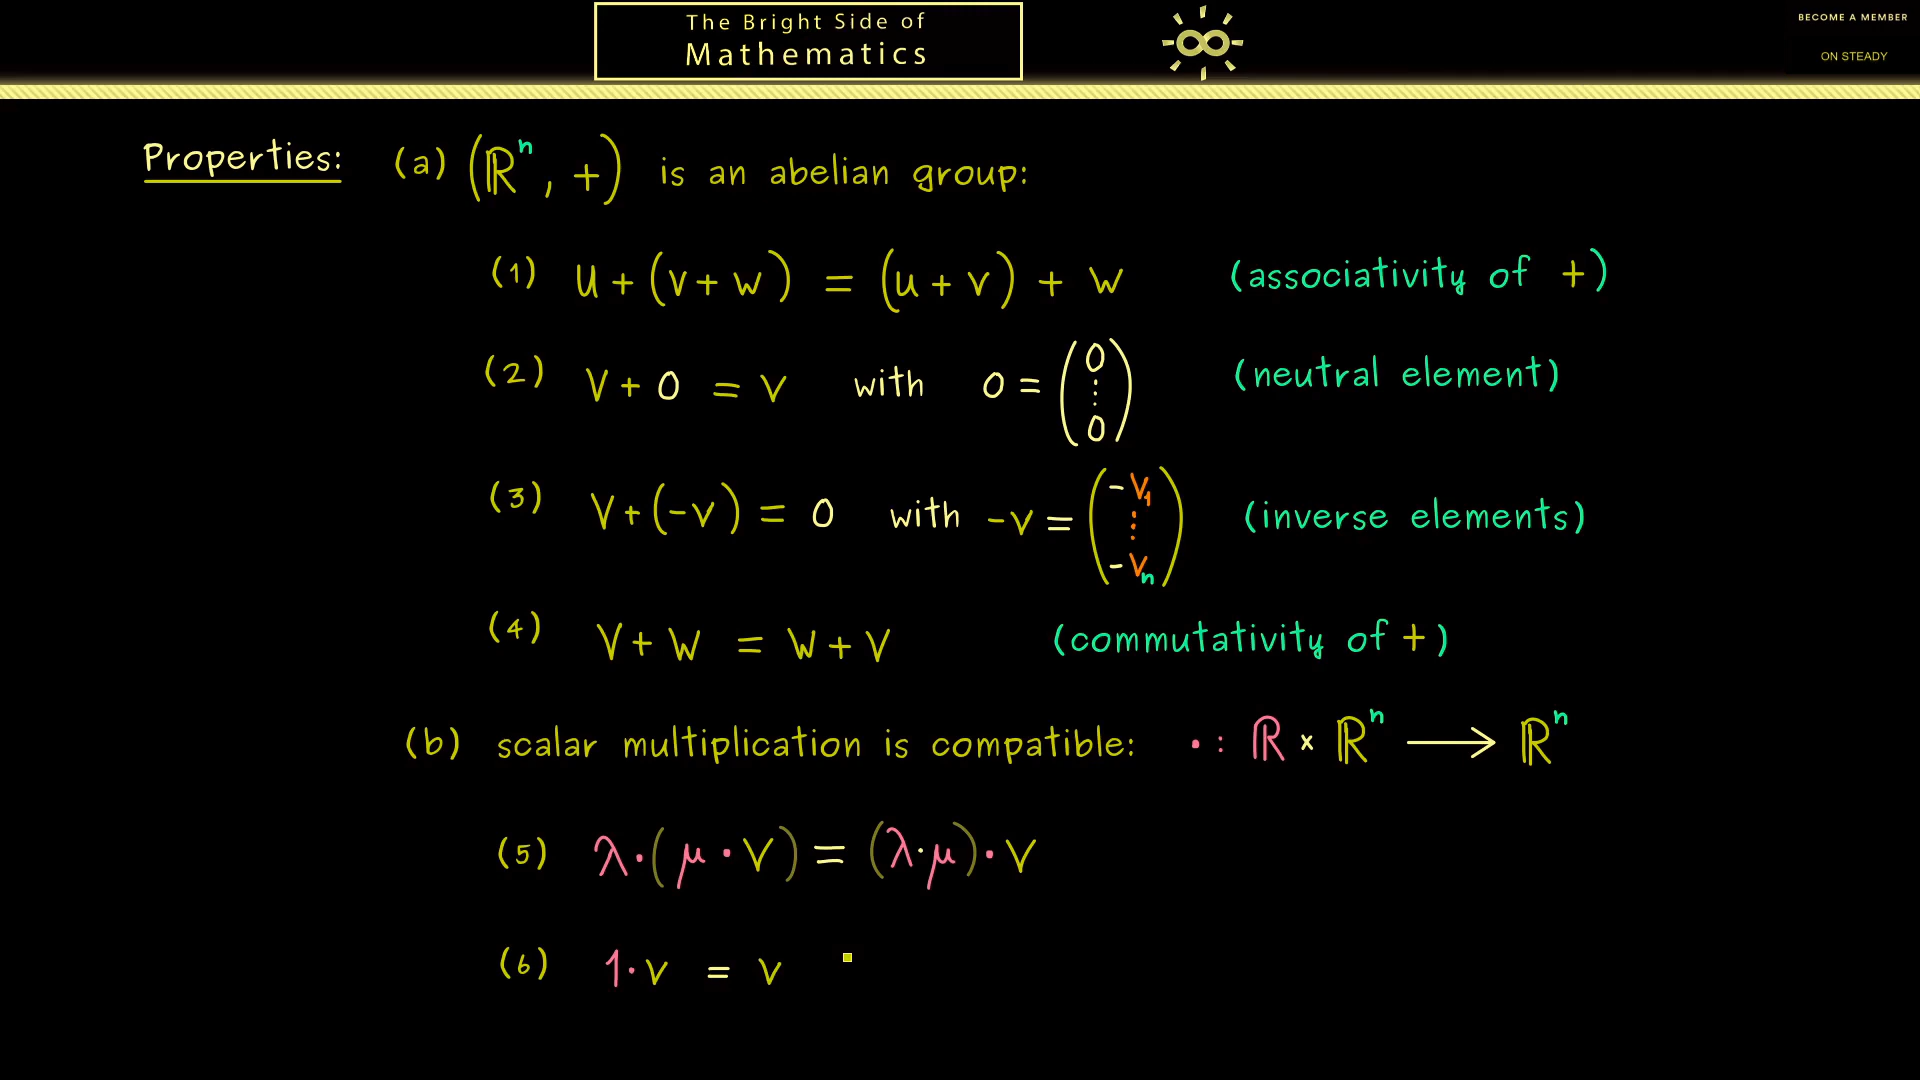 The Bright Side of
Mathematics
BECOME A MEMBER
ON STEADY
Properties: (a) (ℝⁿ, +) is an abelian group:
(1) u + (v + w) = (u + v) + w (associativity of +)
(2) v + 0 = v with 0 = (0 ⋮ 0) (neutral element)
(3) v + (-v) = 0 with -v = (-v₁ ⋮ -vₙ) (inverse elements)
(4) v + w = w + v (commutativity of +)
(b) scalar multiplication is compatible: · : ℝ × ℝⁿ ⟶ ℝⁿ
(5) λ·(μ·v) = (λ·μ)·v
(6) 1·v = v